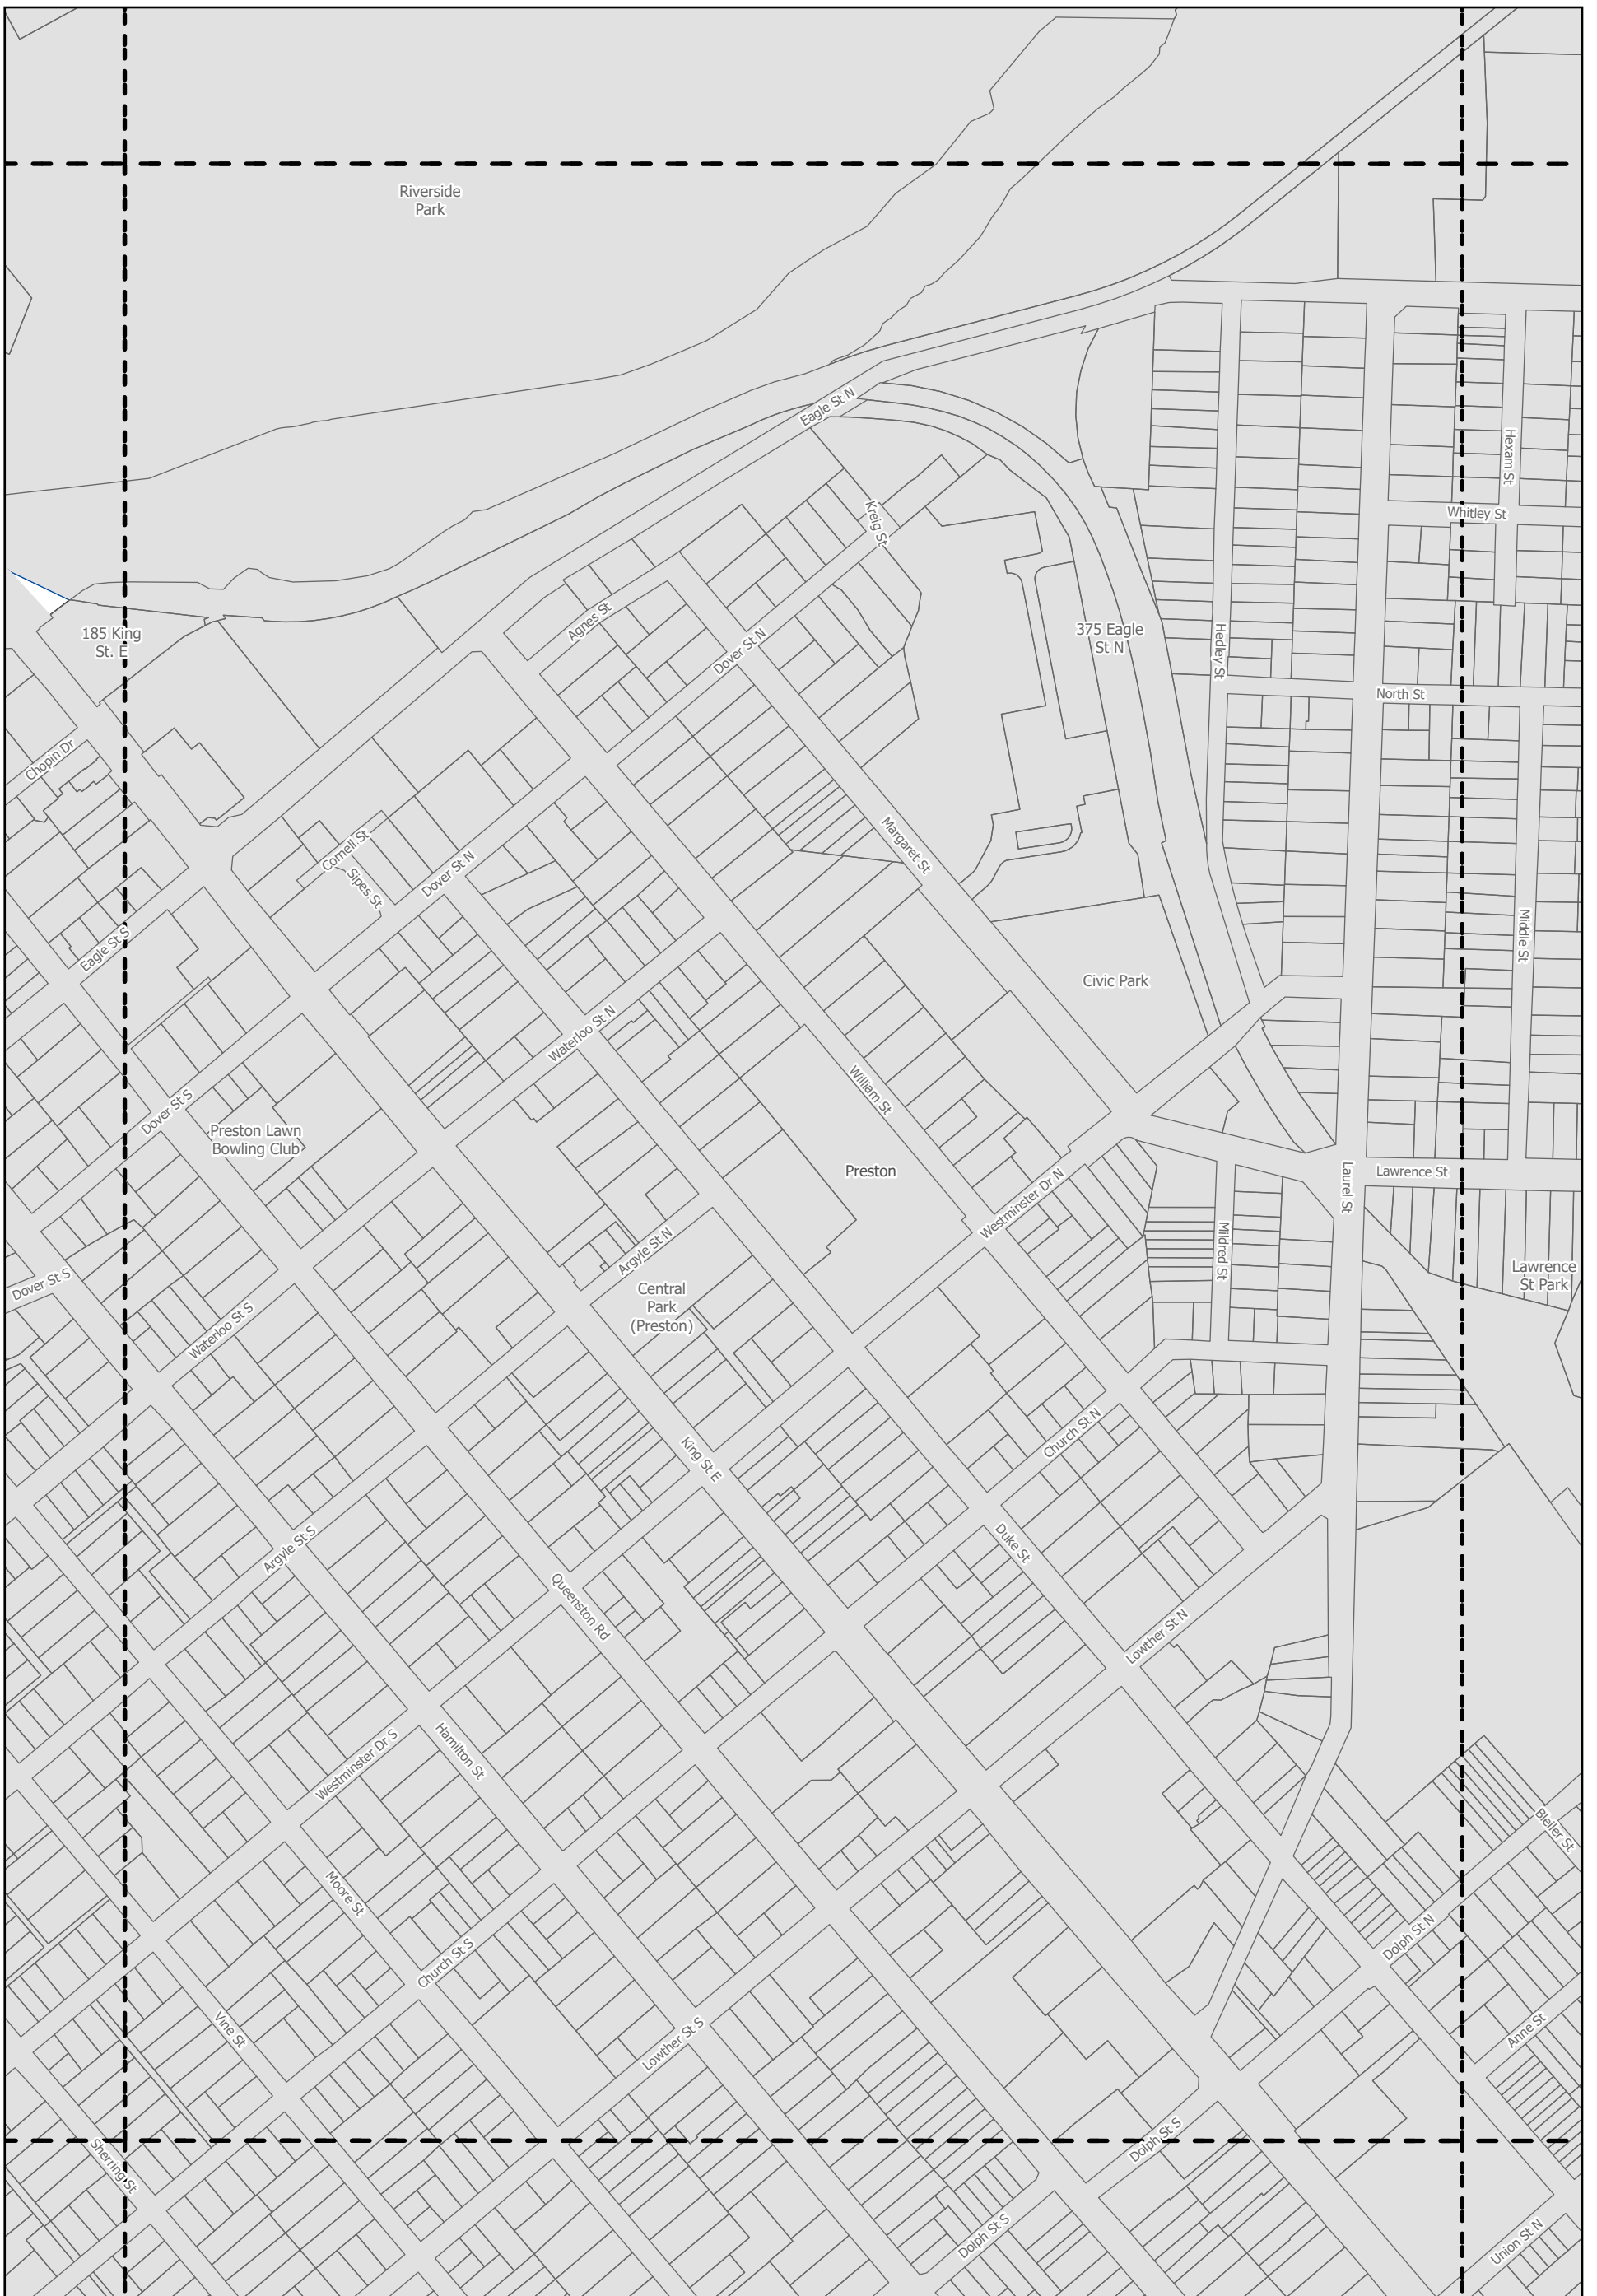 Riverside
Park
Eagle St N
Hexam St
Kreig St
Whitley St
185 King
St. E
Agnes St
Dover St N
375 Eagle
St N
Hedley St
North St
Chopin Dr
Cornell St
Sipes St
Dover St N
Margaret St
Eagle St S
Middle St
Civic Park
Waterloo St N
Dover St S
William St
Preston Lawn
Bowling Club
Preston
Lawrence St
Laurel St
Westminster Dr N
Mildred St
Argyle St N
Dover St S
Lawrence
St Park
Central
Park
(Preston)
Waterloo St S
Church St N
King St E
Duke St
Argyle St S
Queenston Rd
Lowther St N
Hamilton St
Westminster Dr S
Bleiler St
Moore St
Dolph St N
Church St S
Vine St
Lowther St S
Anne St
Dolph St S
Sherring St
Dolph St S
Union St N